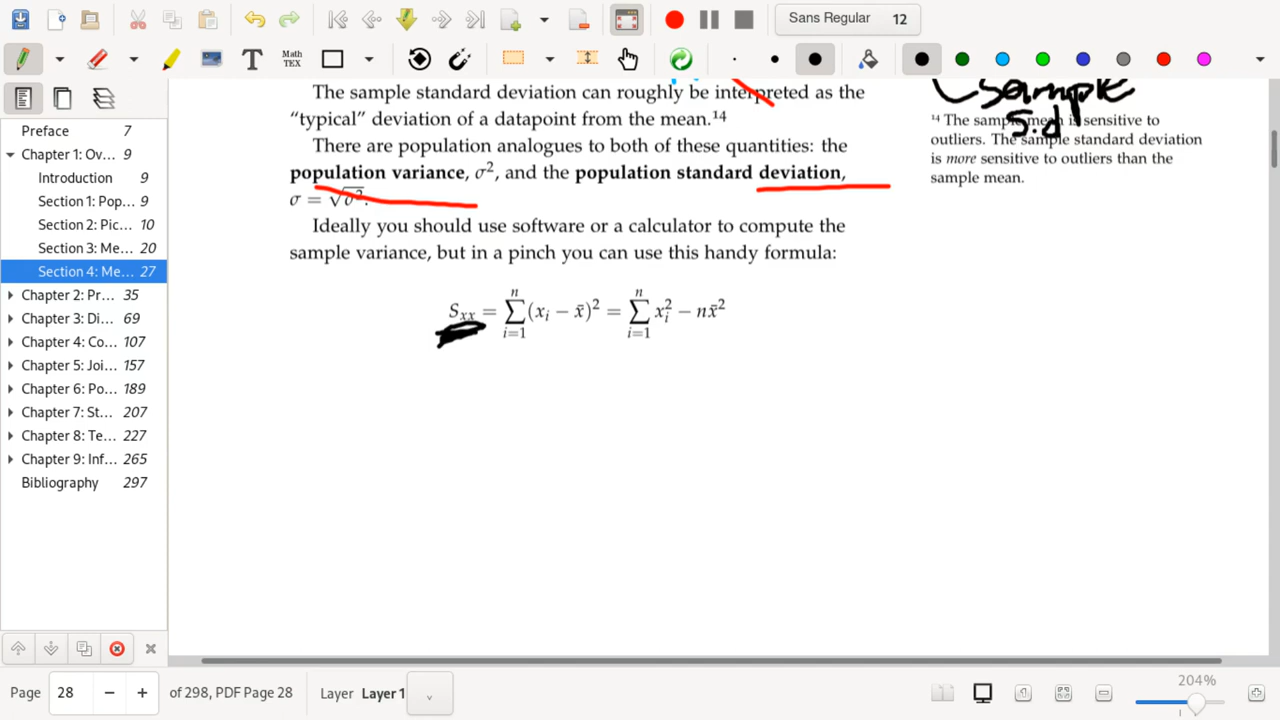 Sans Regular 12
Math
TEX
Preface 7
Chapter 1: Ov... 9
Introduction 9
Section 1: Pop... 9
Section 2: Pic... 10
Section 3: Me... 20
Section 4: Me... 27
Chapter 2: Pr... 35
Chapter 3: Di... 69
Chapter 4: Co... 107
Chapter 5: Joi... 157
Chapter 6: Po... 189
Chapter 7: St... 207
Chapter 8: Te... 227
Chapter 9: Inf... 265
Bibliography 297
The sample standard deviation can roughly be interpreted as the
“typical” deviation of a datapoint from the mean.¹⁴
There are population analogues to both of these quantities: the
population variance, σ², and the population standard deviation,
σ = √σ².
Ideally you should use software or a calculator to compute the
sample variance, but in a pinch you can use this handy formula:
Sₓₓ = ∑ⁿᵢ₌₁ (xᵢ − x̄)² = ∑ⁿᵢ₌₁ xᵢ² − nx̄²
sample
s.d
¹⁴ The sample mean is sensitive to
outliers. The sample standard deviation
is more sensitive to outliers than the
sample mean.
Page 28 of 298, PDF Page 28 Layer Layer 1
204%